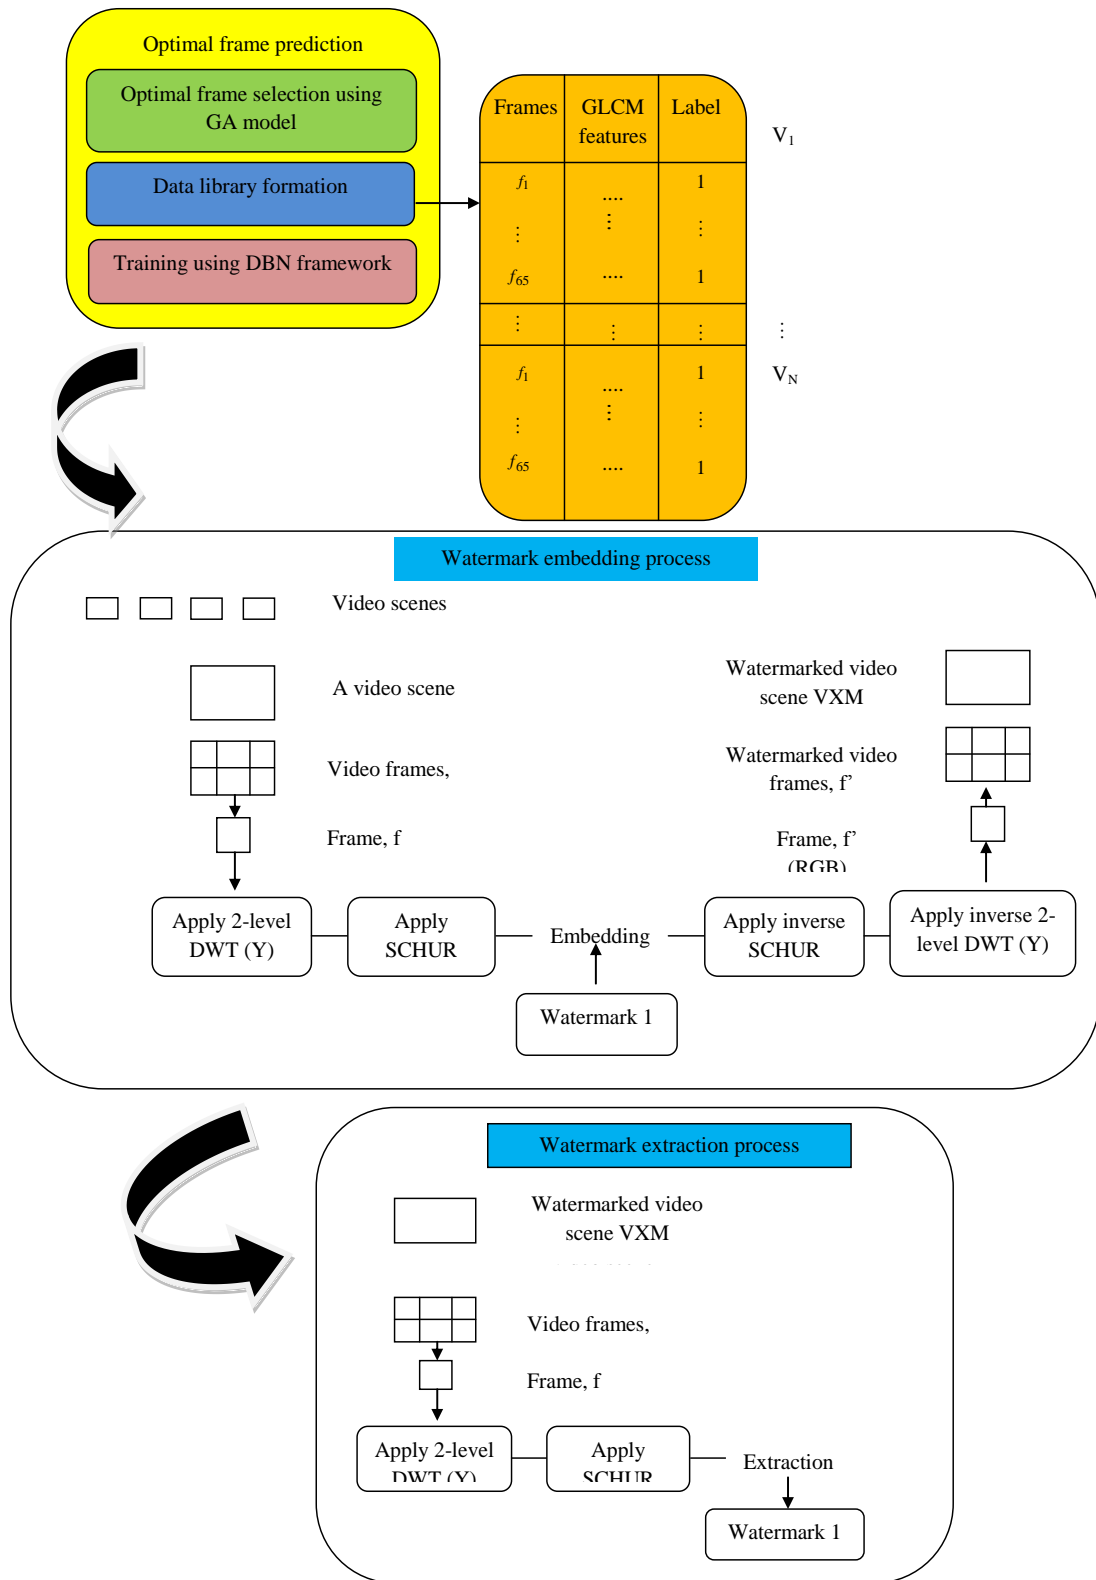 Optimal frame prediction
Optimal frame selection using
GA model
Data library formation
Training using DBN framework
Frames GLCM Label
features
V1
f1 .... 1
⋮ ⋮ ⋮
f65 .... 1
⋮ ⋮ ⋮ ⋮
f1 .... 1 VN
⋮ ⋮ ⋮
f65 .... 1
Watermark embedding process
Video scenes
A video scene
Video frames,
Frame, f
Watermarked video
scene VXM
Watermarked video
frames, f’
Frame, f’
(RGB)
Apply 2-level
DWT (Y)
Apply
SCHUR
Embedding
Apply inverse
SCHUR
Apply inverse 2-
level DWT (Y)
Watermark 1
Watermark extraction process
Watermarked video
scene VXM
Video frames,
Frame, f
Apply 2-level
DWT (Y)
Apply
SCHUR
Extraction
Watermark 1